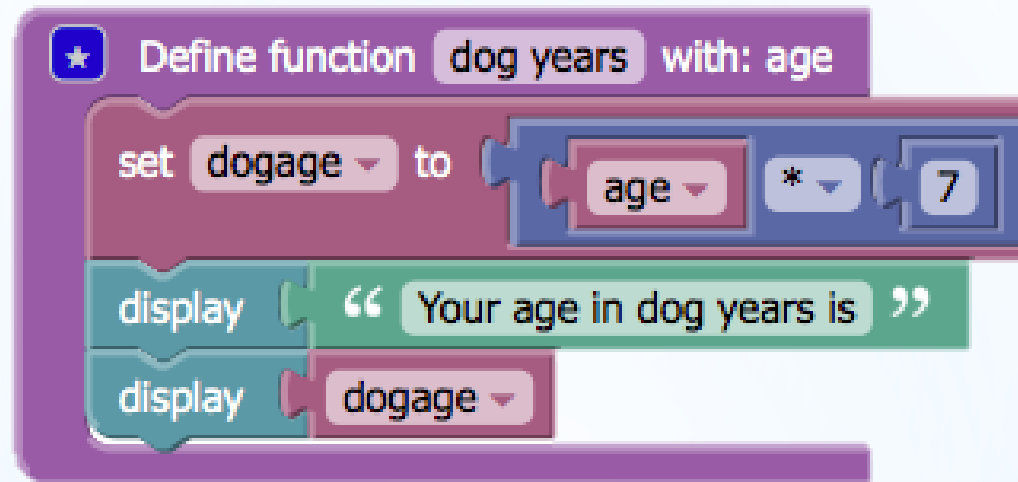 Define function dog years with: age
set dogage to age * 7
display “ Your age in dog years is ”
display dogage